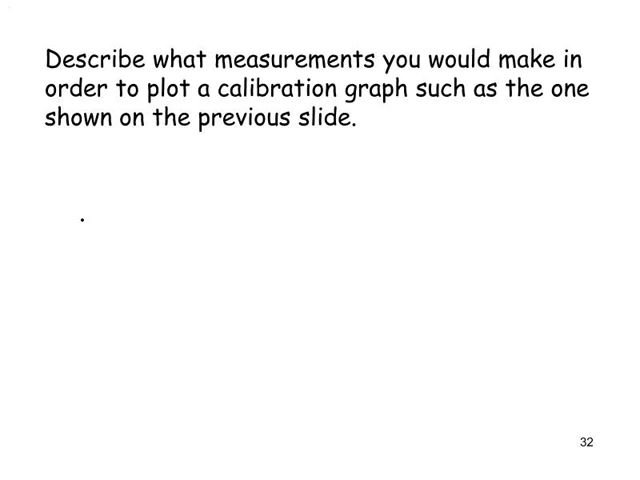 Describe what measurements you would make in
order to plot a calibration graph such as the one
shown on the previous slide.
.
32